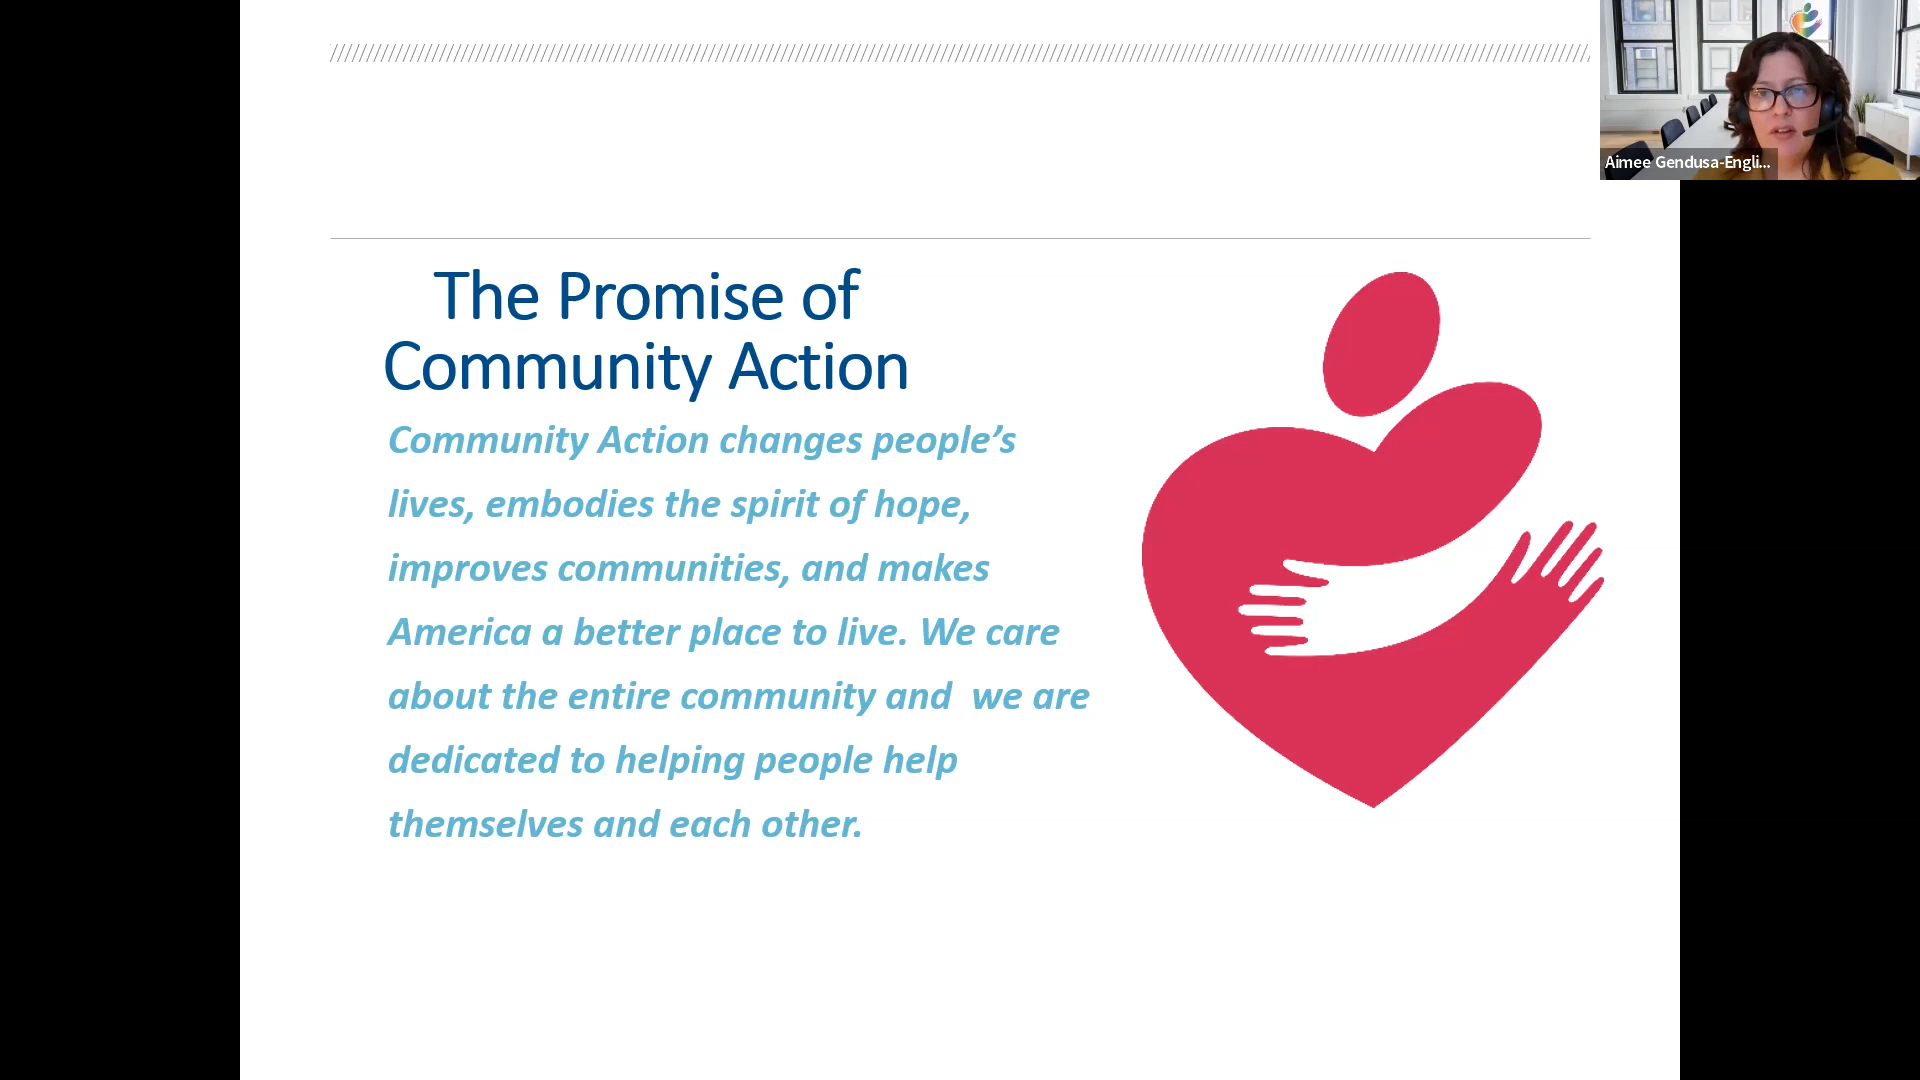 Aimee Gendusa-Engli...
The Promise of
Community Action
Community Action changes people’s
lives, embodies the spirit of hope,
improves communities, and makes
America a better place to live. We care
about the entire community and  we are
dedicated to helping people help
themselves and each other.